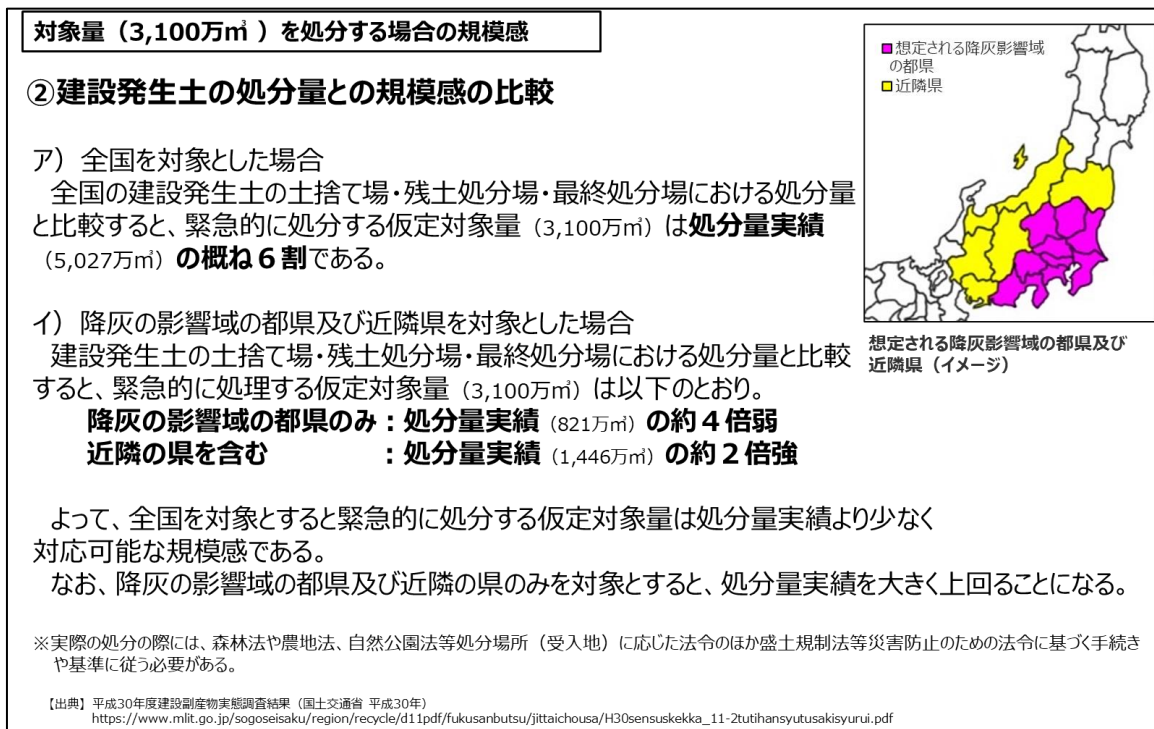 対象量（3,100万㎥ ）を処分する場合の規模感
■想定される降灰影響域
の都県
■近隣県
②建設発生土の処分量との規模感の比較
ア）全国を対象とした場合
全国の建設発生土の土捨て場・残土処分場・最終処分場における処分量
と比較すると、緊急的に処分する仮定対象量（3,100万㎥）は処分量実績
（5,027万㎥）の概ね６割である。
イ）降灰の影響域の都県及び近隣県を対象とした場合
建設発生土の土捨て場・残土処分場・最終処分場における処分量と比較
すると、緊急的に処理する仮定対象量（3,100万㎥）は以下のとおり。
降灰の影響域の都県のみ：処分量実績（821万㎥）の約４倍弱
近隣の県を含む　　　　：処分量実績（1,446万㎥）の約２倍強
想定される降灰影響域の都県及び
近隣県（イメージ）
よって、全国を対象とすると緊急的に処分する仮定対象量は処分量実績より少なく
対応可能な規模感である。
なお、降灰の影響域の都県及び近隣の県のみを対象とすると、処分量実績を大きく上回ることになる。
※実際の処分の際には、森林法や農地法、自然公園法等処分場所（受入地）に応じた法令のほか盛土規制法等災害防止のための法令に基づく手続き
や基準に従う必要がある。
【出典】平成30年度建設副産物実態調査結果（国土交通省 平成30年）
https://www.mlit.go.jp/sogoseisaku/region/recycle/d11pdf/fukusanbutsu/jittaichousa/H30sensuskekka_11-2tutihansyutusakisyurui.pdf